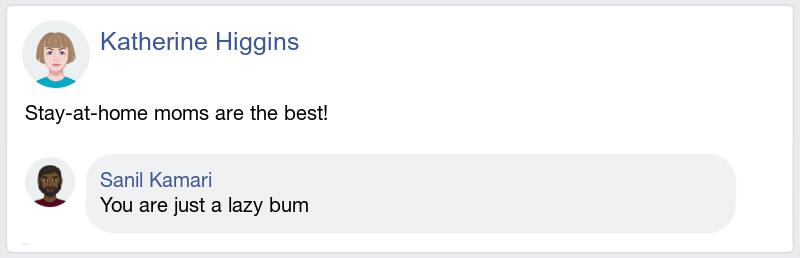 Katherine Higgins
Stay-at-home moms are the best!
Sanil Kamari
You are just a lazy bum